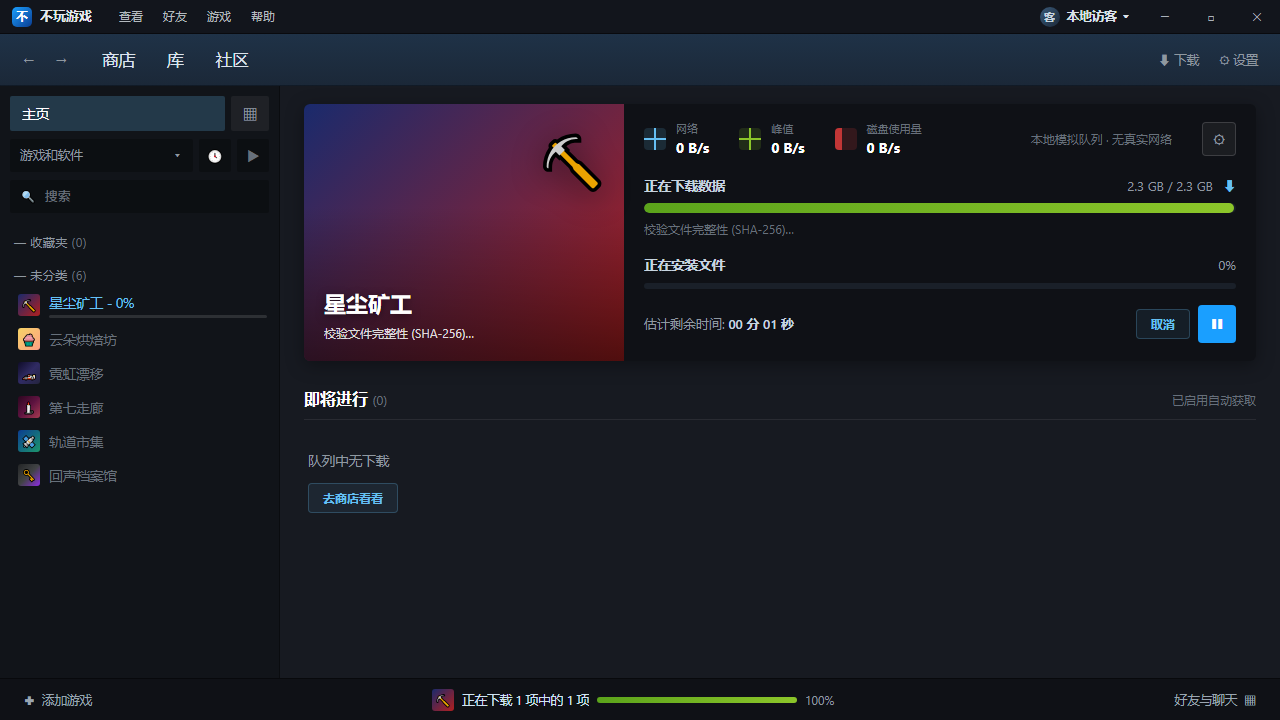 不 不玩游戏 查看 好友 游戏 帮助 客 本地访客
← → 商店 库 社区 下载 设置
主页
游戏和软件
搜索
— 收藏夹 (0)
— 未分类 (6)
星尘矿工 - 0%
云朵烘焙坊
霓虹漂移
第七走廊
轨道市集
回声档案馆
星尘矿工
校验文件完整性 (SHA-256)...
网络
0 B/s
峰值
0 B/s
磁盘使用量
0 B/s
本地模拟队列 · 无真实网络
正在下载数据 2.3 GB / 2.3 GB
校验文件完整性 (SHA-256)...
正在安装文件 0%
估计剩余时间: 00 分 01 秒 取消
即将进行 (0) 已启用自动获取
队列中无下载
去商店看看
添加游戏 正在下载 1 项中的 1 项 100% 好友与聊天